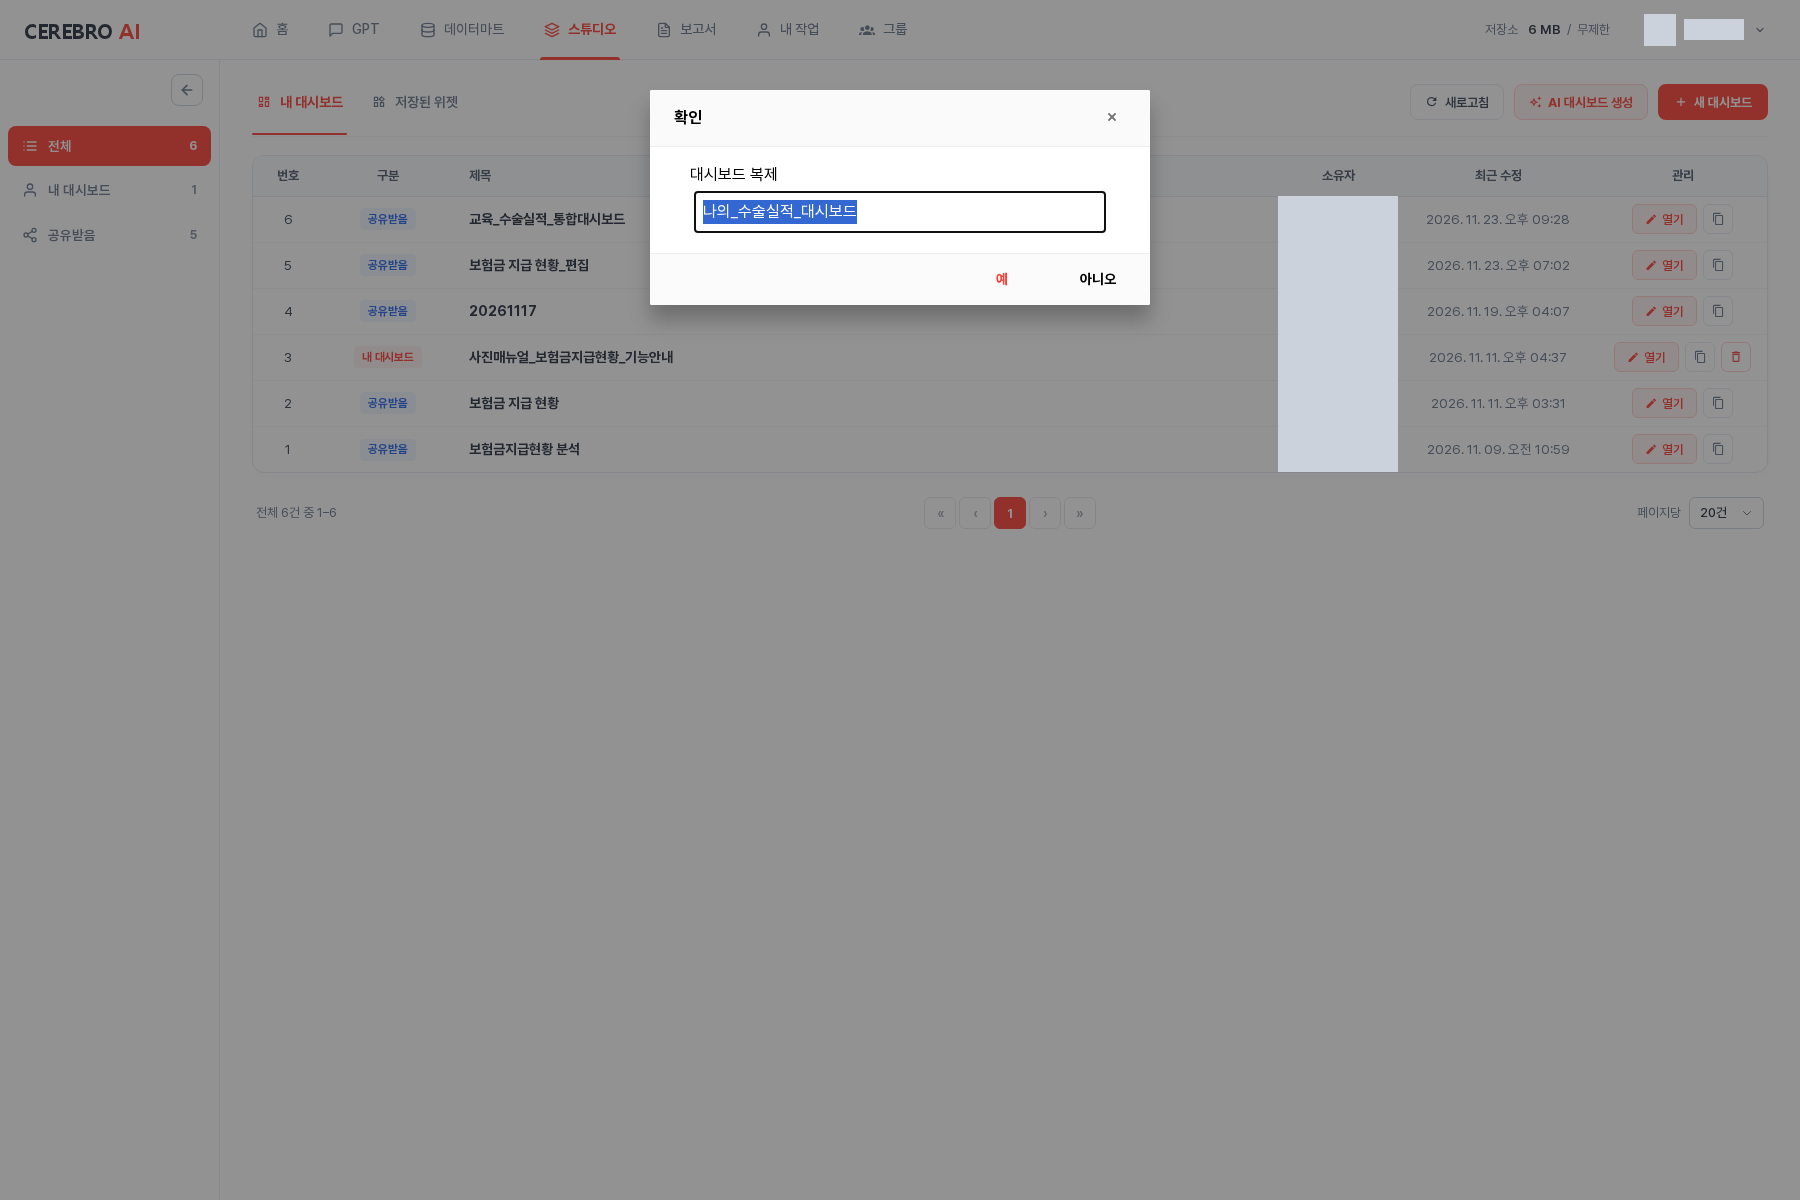 CEREBRO AI
홈
GPT
데이터마트
스튜디오
보고서
내 작업
그룹
저장소 6 MB / 무제한
내 대시보드
저장된 위젯
새로고침
AI 대시보드 생성
새 대시보드
전체 6
내 대시보드 1
공유받음 5
확인
대시보드 복제
나의_수술실적_대시보드
예
아니오
번호 구분 제목 소유자 최근 수정 관리
6 공유받음 교육_수술실적_통합대시보드 2026. 11. 23. 오후 09:28 열기
5 공유받음 보험금 지급 현황_편집 2026. 11. 23. 오후 07:02 열기
4 공유받음 20261117 2026. 11. 19. 오후 04:07 열기
3 내 대시보드 사진매뉴얼_보험금지급현황_기능안내 2026. 11. 11. 오후 04:37 열기
2 공유받음 보험금 지급 현황 2026. 11. 11. 오후 03:31 열기
1 공유받음 보험금지급현황 분석 2026. 11. 09. 오전 10:59 열기
전체 6건 중 1–6
« ‹ 1 › »
페이지당 20건